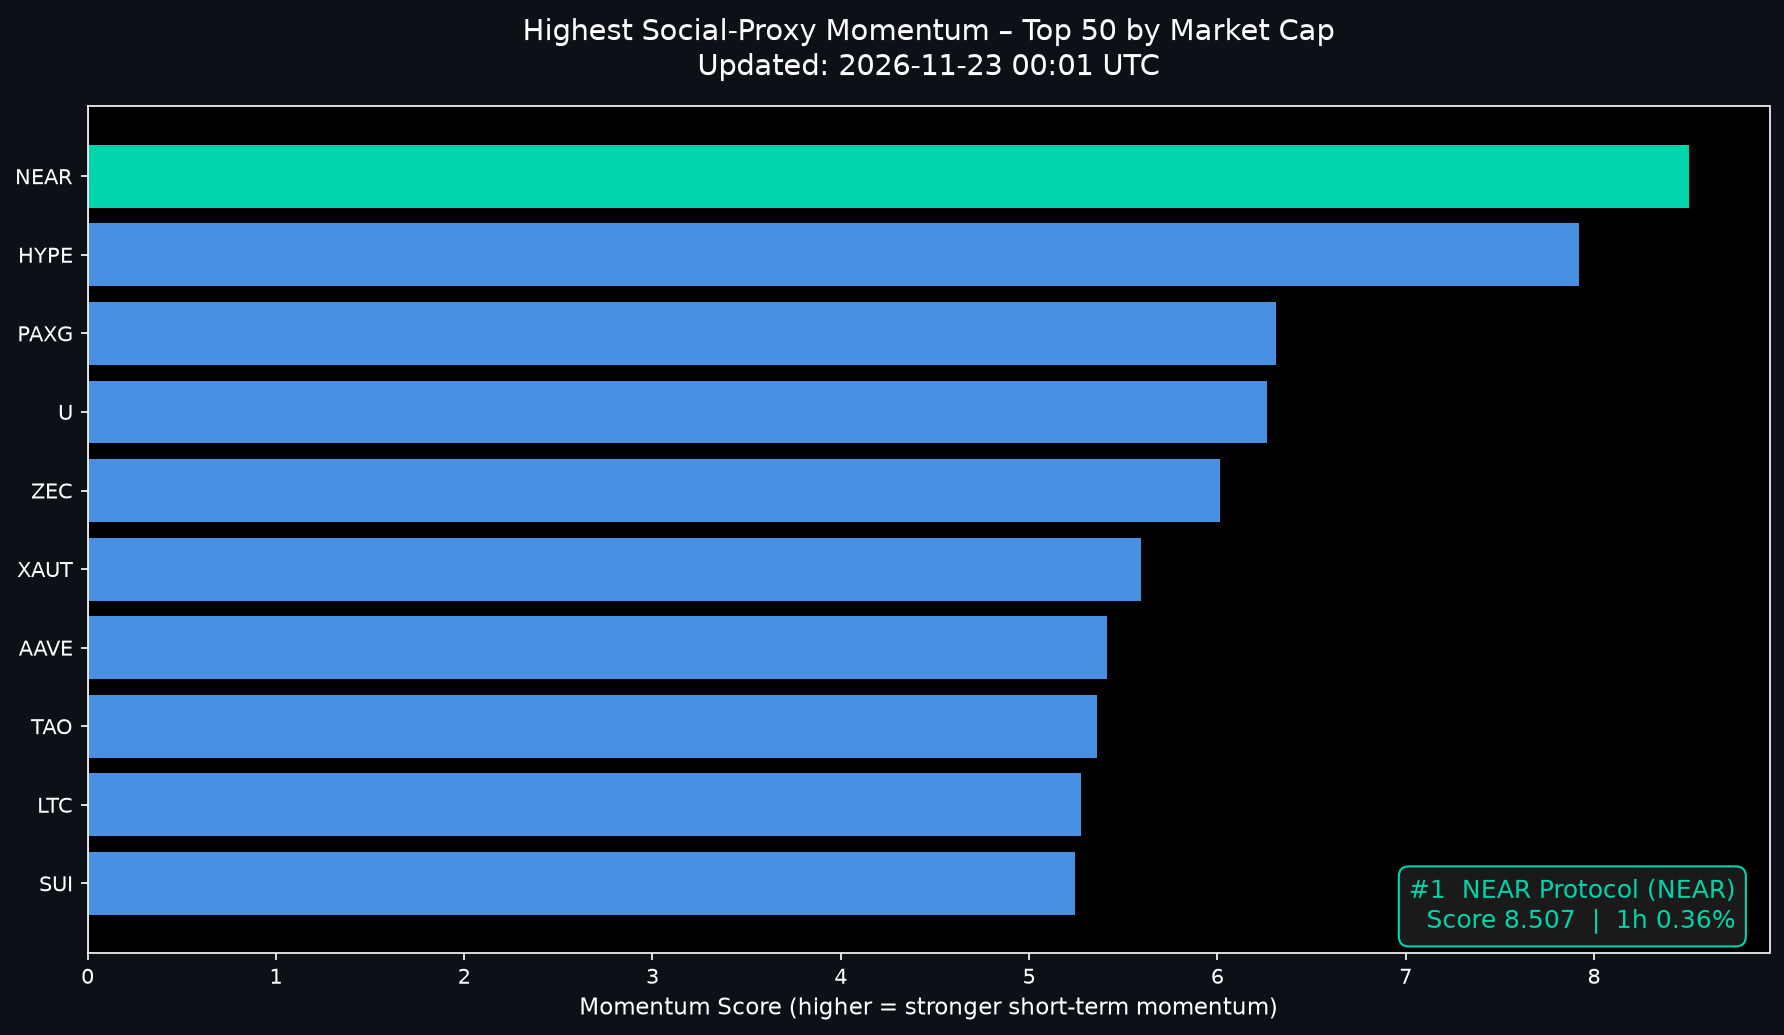 Highest Social-Proxy Momentum – Top 50 by Market Cap
Updated: 2026-11-23 00:01 UTC
NEAR
HYPE
PAXG
U
ZEC
XAUT
AAVE
TAO
LTC
SUI
#1  NEAR Protocol (NEAR)
Score 8.507  |  1h 0.36%
0 1 2 3 4 5 6 7 8
Momentum Score (higher = stronger short-term momentum)